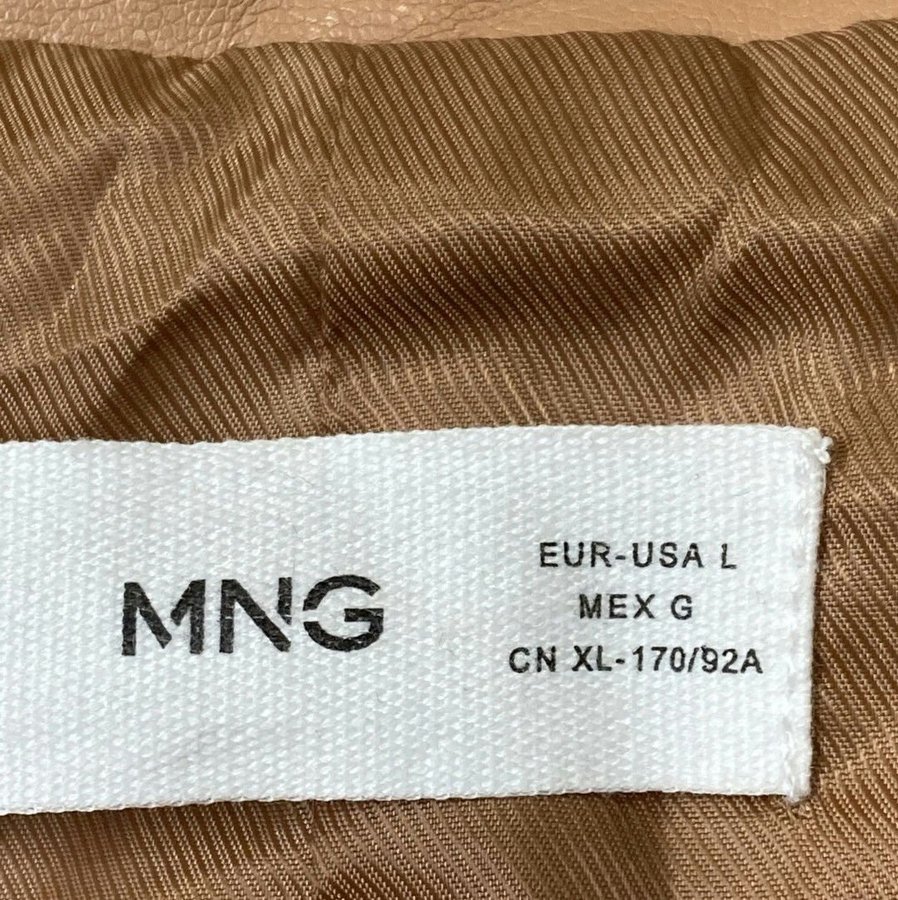 MNG
EUR-USA L
MEX G
CN XL-170/92A